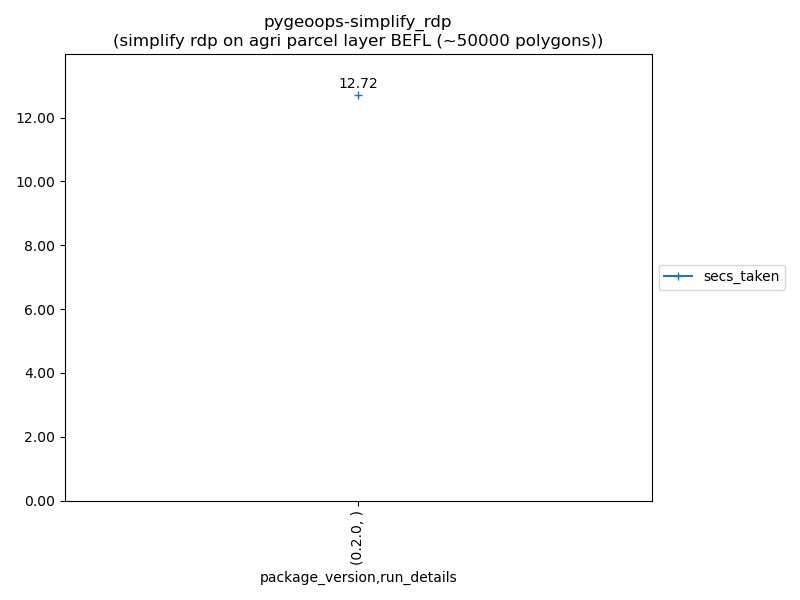 pygeoops-simplify_rdp
(simplify rdp on agri parcel layer BEFL (~50000 polygons))
12.72
12.00
10.00
8.00
6.00
4.00
2.00
0.00
secs_taken
(0.2.0, )
package_version,run_details